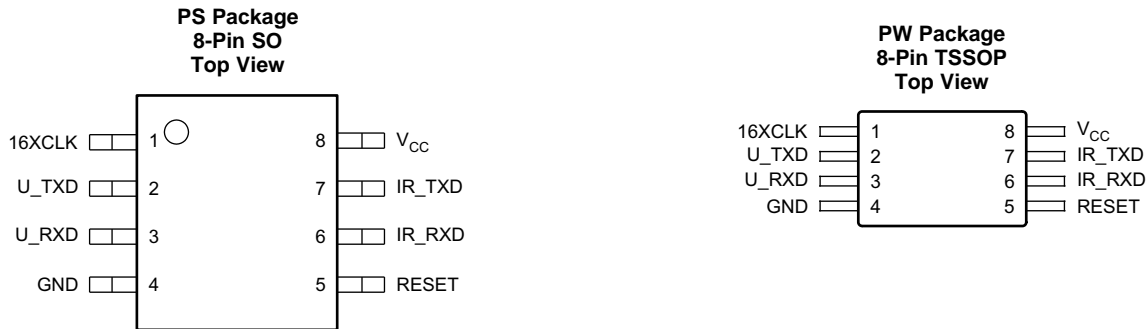 PS Package
8-Pin SO
Top View
16XCLK 1 8 VCC
U_TXD 2 7 IR_TXD
U_RXD 3 6 IR_RXD
GND 4 5 RESET
PW Package
8-Pin TSSOP
Top View
16XCLK 1 8 VCC
U_TXD 2 7 IR_TXD
U_RXD 3 6 IR_RXD
GND 4 5 RESET